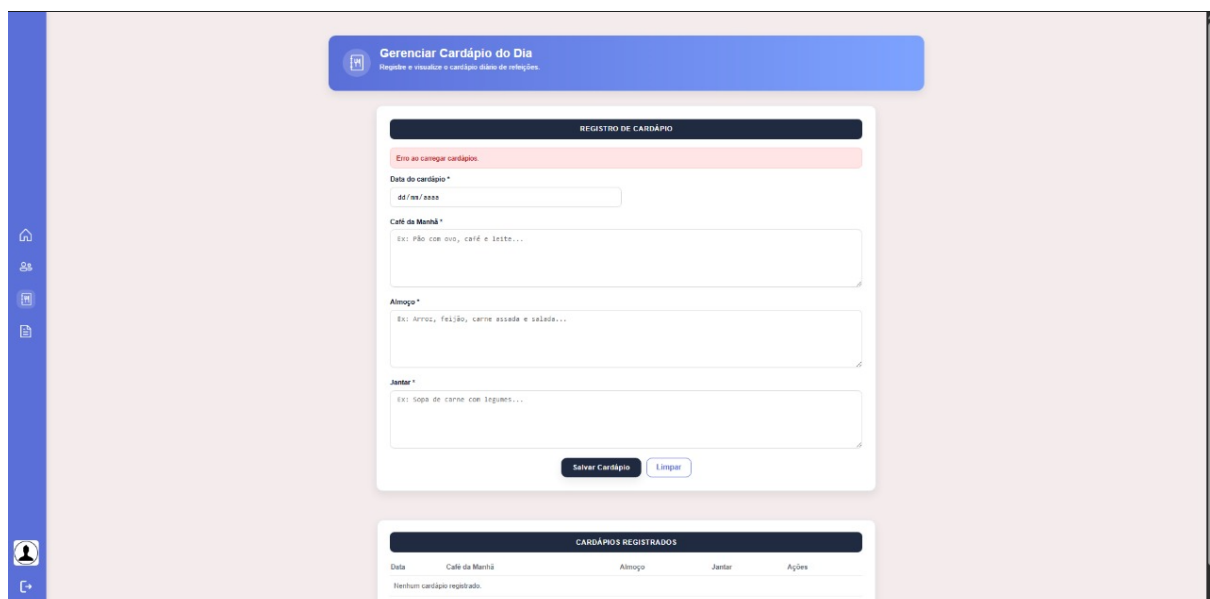 Gerenciar Cardápio do Dia
Registre e visualize o cardápio diário de refeições.
REGISTRO DE CARDÁPIO
Erro ao carregar cardápios.
Data do cardápio *
dd/mm/aaaa
Café da Manhã *
Ex: Pão com ovo, café e leite...
Almoço *
Ex: Arroz, feijão, carne assada e salada...
Jantar *
Ex: Sopa de carne com legumes...
Salvar Cardápio Limpar
CARDÁPIOS REGISTRADOS
Data Café da Manhã Almoço Jantar Ações
Nenhum cardápio registrado.